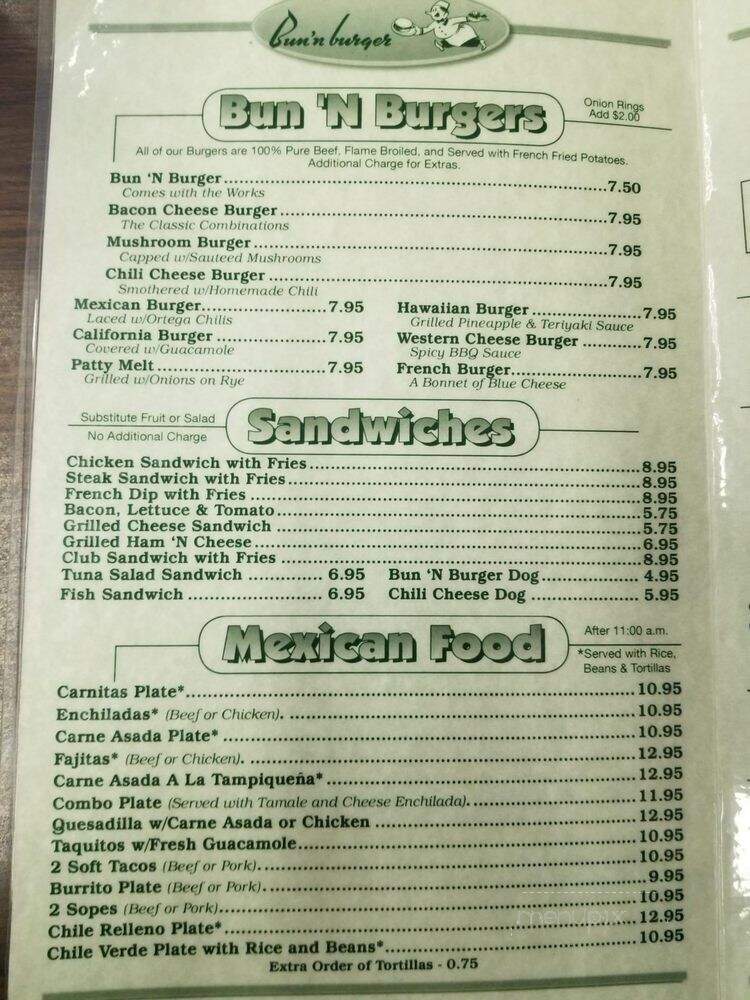 Bun'n burger
Bun 'N Burgers
Onion Rings
Add $2.00
All of our Burgers are 100% Pure Beef, Flame Broiled, and Served with French Fried Potatoes.
Additional Charge for Extras.
Bun 'N Burger 7.50
Comes with the Works
Bacon Cheese Burger 7.95
The Classic Combinations
Mushroom Burger 7.95
Capped w/Sauteed Mushrooms
Chili Cheese Burger 7.95
Smothered w/Homemade Chili
Mexican Burger 7.95
Laced w/Ortega Chilis
California Burger 7.95
Covered w/Guacamole
Patty Melt 7.95
Grilled w/Onions on Rye
Hawaiian Burger 7.95
Grilled Pineapple & Teriyaki Sauce
Western Cheese Burger 7.95
Spicy BBQ Sauce
French Burger 7.95
A Bonnet of Blue Cheese
Substitute Fruit or Salad
No Additional Charge
Sandwiches
Chicken Sandwich with Fries 8.95
Steak Sandwich with Fries 8.95
French Dip with Fries 8.95
Bacon, Lettuce & Tomato 5.75
Grilled Cheese Sandwich 5.75
Grilled Ham 'N Cheese 6.95
Club Sandwich with Fries 8.95
Tuna Salad Sandwich 6.95
Fish Sandwich 6.95
Bun 'N Burger Dog 4.95
Chili Cheese Dog 5.95
Mexican Food
After 11:00 a.m.
*Served with Rice,
Beans & Tortillas
Carnitas Plate* 10.95
Enchiladas* (Beef or Chicken). 10.95
Carne Asada Plate* 10.95
Fajitas* (Beef or Chicken). 12.95
Carne Asada A La Tampiqueña* 12.95
Combo Plate (Served with Tamale and Cheese Enchilada). 11.95
Quesadilla w/Carne Asada or Chicken 12.95
Taquitos w/Fresh Guacamole 10.95
2 Soft Tacos (Beef or Pork). 10.95
Burrito Plate (Beef or Pork). 9.95
2 Sopes (Beef or Pork) 10.95
Chile Relleno Plate* 12.95
Chile Verde Plate with Rice and Beans* 10.95
Extra Order of Tortillas - 0.75